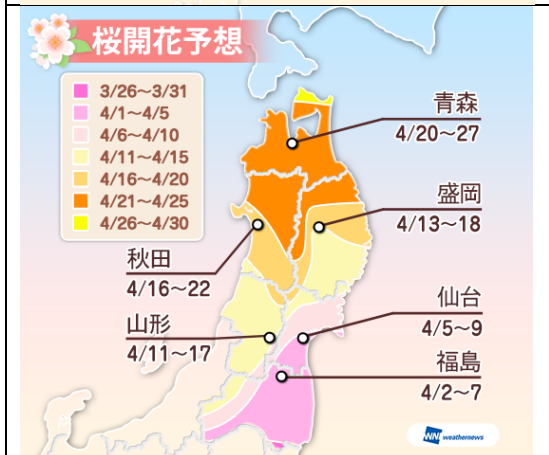 桜開花予想
3/26～3/31
4/1～4/5
4/6～4/10
4/11～4/15
4/16～4/20
4/21～4/25
4/26～4/30
青森
4/20～27
盛岡
4/13～18
秋田
4/16～22
仙台
4/5～9
山形
4/11～17
福島
4/2～7
WNI weathernews